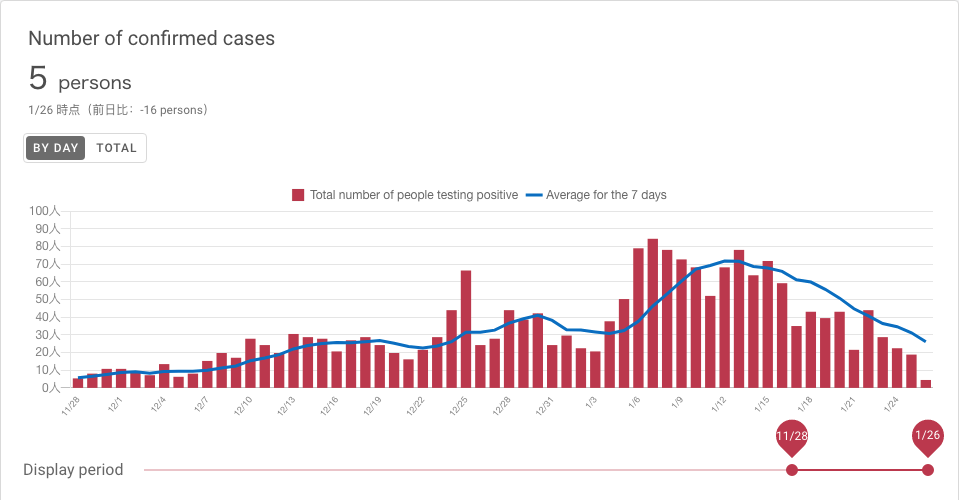 Number of confirmed cases
5 persons
1/26 時点（前日比：-16 persons）
BY DAY TOTAL
Total number of people testing positive Average for the 7 days
100人
90人
80人
70人
60人
50人
40人
30人
20人
10人
0人
11/28 12/1 12/4 12/7 12/10 12/13 12/16 12/19 12/22 12/25 12/28 12/31 1/3 1/6 1/9 1/12 1/15 1/18 1/21 1/24
11/28 1/26
Display period